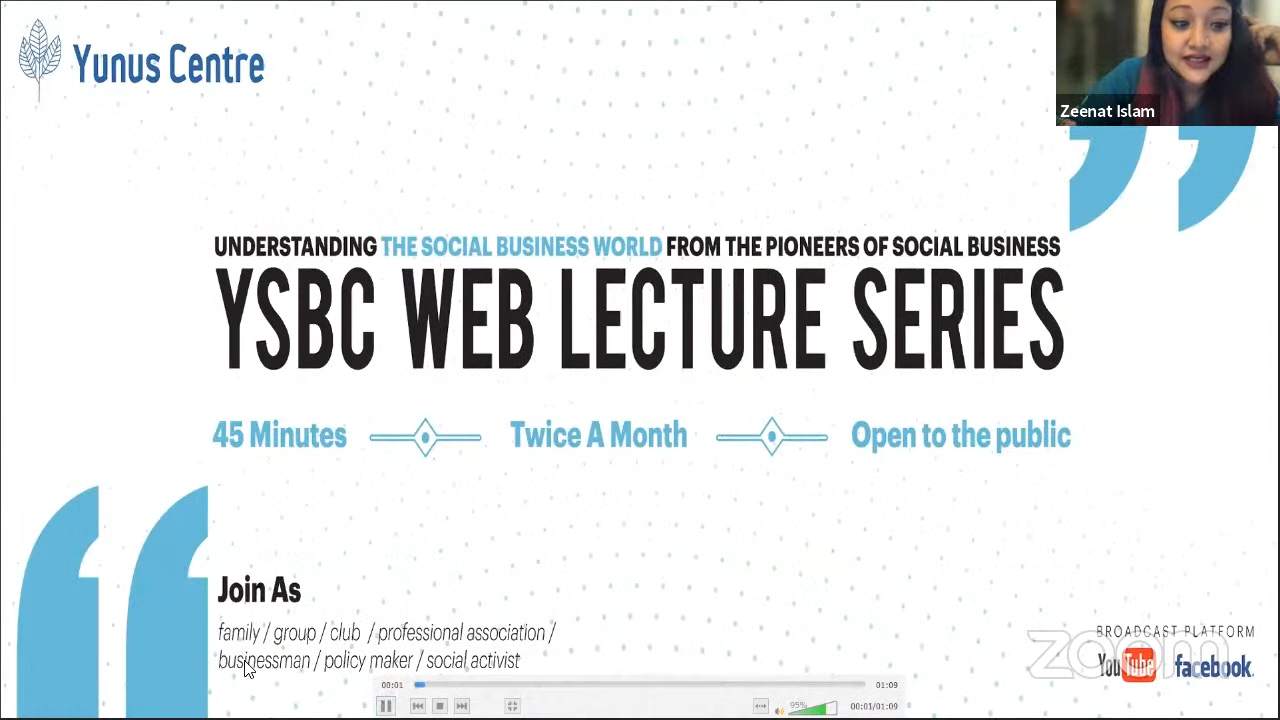 Yunus Centre
Zeenat Islam
UNDERSTANDING THE SOCIAL BUSINESS WORLD FROM THE PIONEERS OF SOCIAL BUSINESS
YSBC WEB LECTURE SERIES
45 Minutes Twice A Month Open to the public
Join As
family / group / club / professional association /
businessman / policy maker / social activist
BROADCAST PLATFORM
YouTube facebook
zoom
00:01 01:09
95% 00:01/01:09